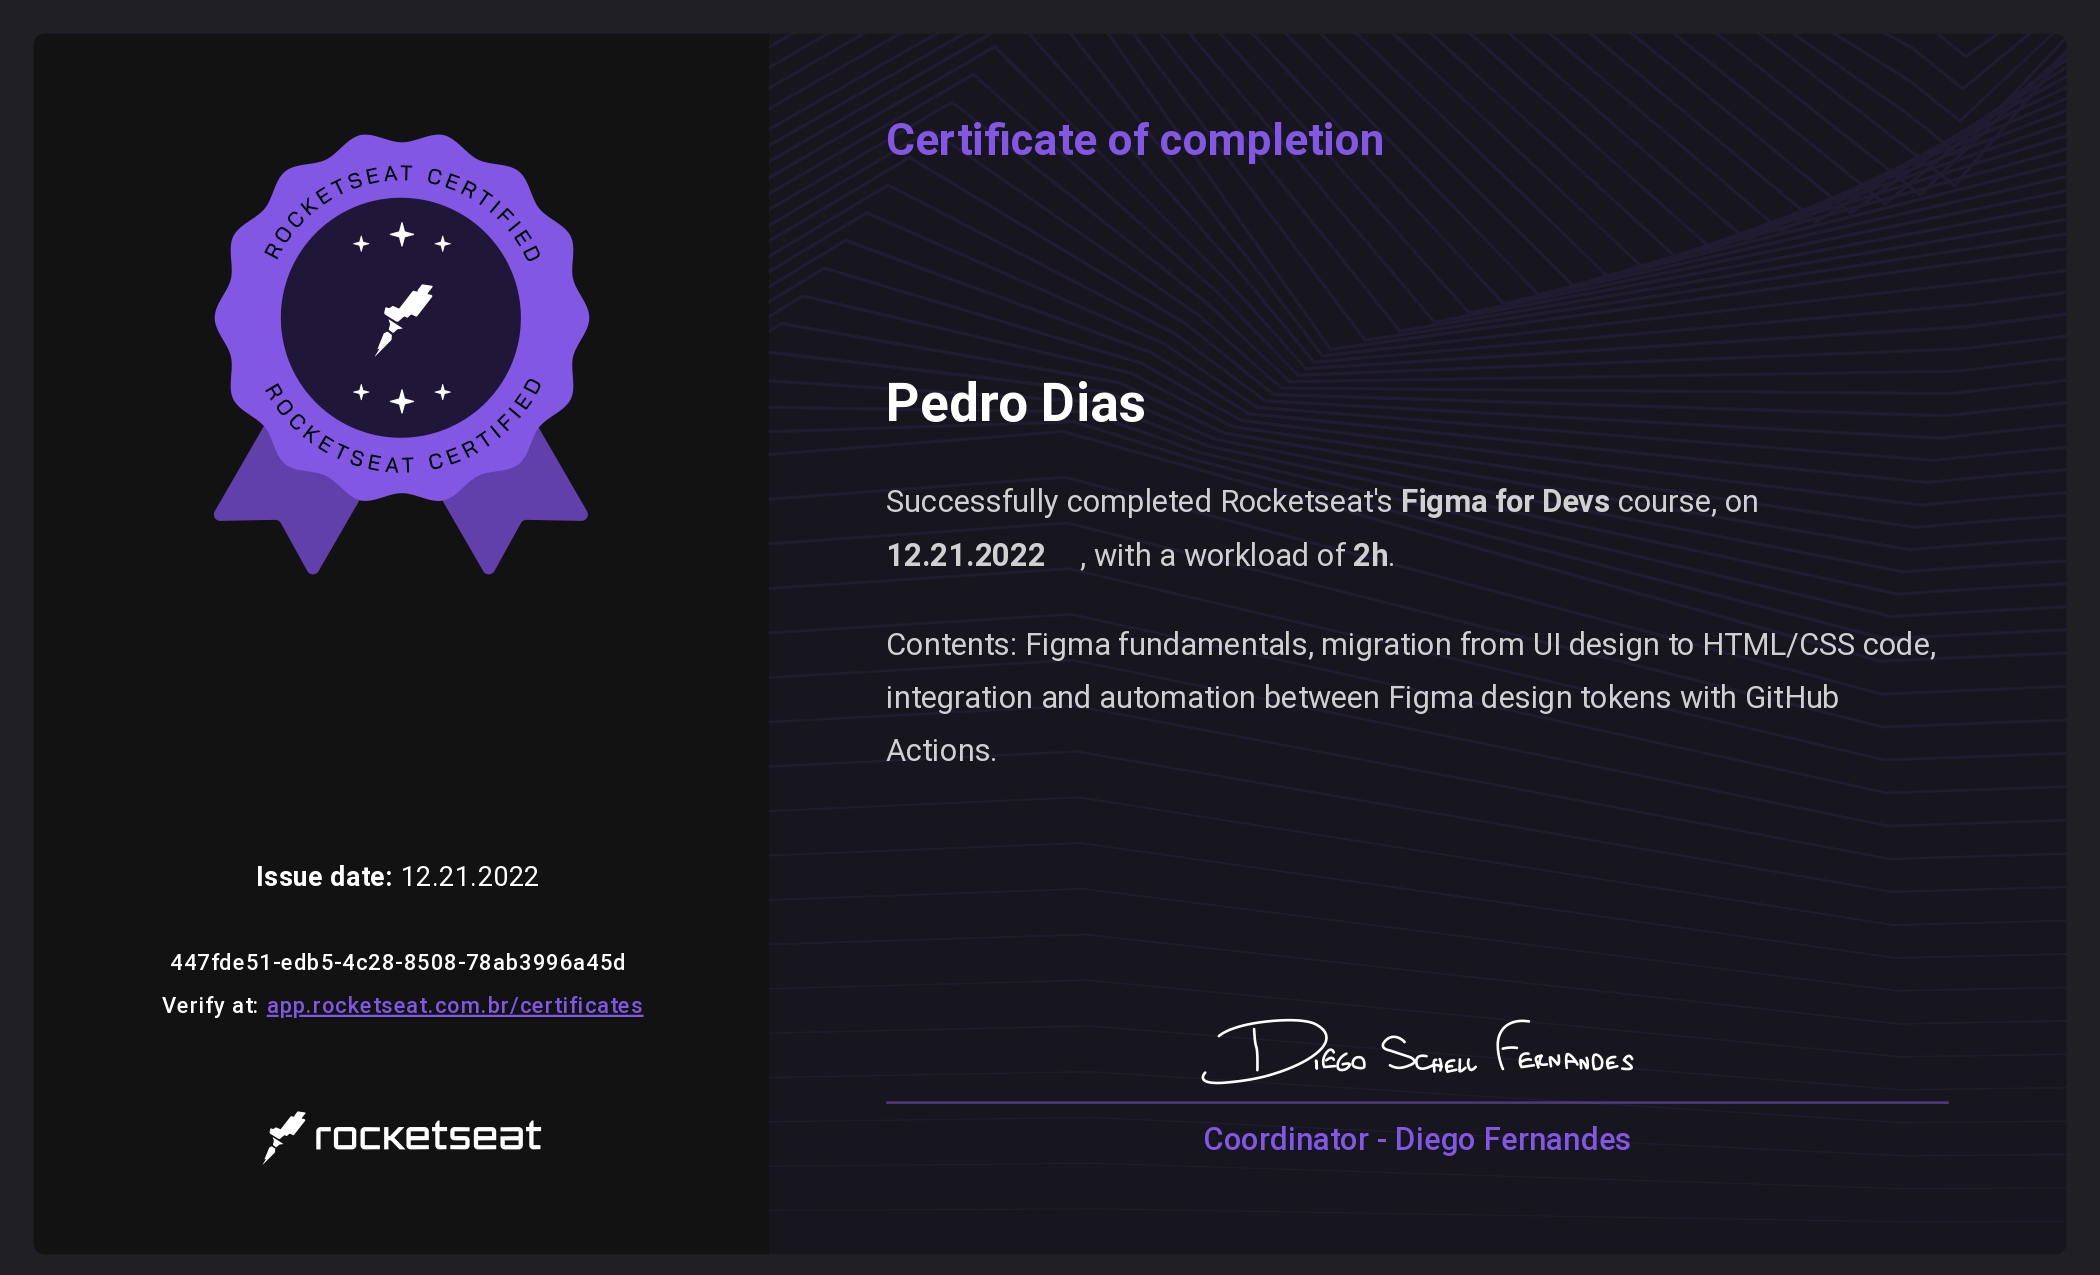 ROCKETSEAT CERTIFIED
ROCKETSEAT CERTIFIED
Issue date: 12.21.2022
447fde51-edb5-4c28-8508-78ab3996a45d
Verify at: app.rocketseat.com.br/certificates
rocketseat
Certificate of completion
Pedro Dias
Successfully completed Rocketseat's Figma for Devs course, on
12.21.2022 , with a workload of 2h.
Contents: Figma fundamentals, migration from UI design to HTML/CSS code,
integration and automation between Figma design tokens with GitHub
Actions.
DIEGO SCHELL FERNANDES
Coordinator - Diego Fernandes